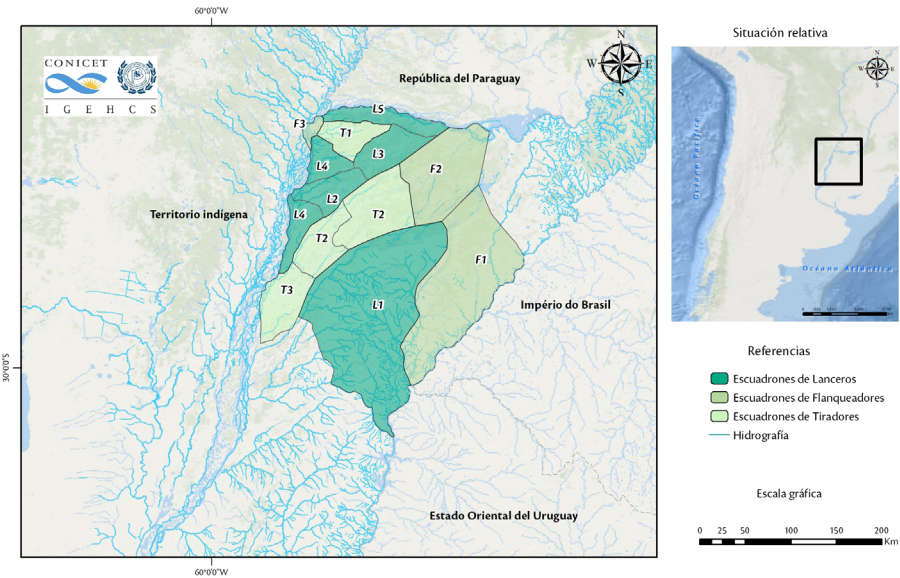 60°0'0"W
CONICET
I G E H C S
República del Paraguay
N
W E
S
L5
F3
T1
L3
L4
F2
L2
Territorio indígena
L4
T2
T2
F1
T3
L1
Império do Brasil
30°0'0"S
Estado Oriental del Uruguay
60°0'0"W
Situación relativa
N
W E
S
Océano Pacífico
Océano Atlántico
Referencias
Escuadrones de Lanceros
Escuadrones de Flanqueadores
Escuadrones de Tiradores
Hidrografía
Escala gráfica
0 25 50 100 150 200
Km